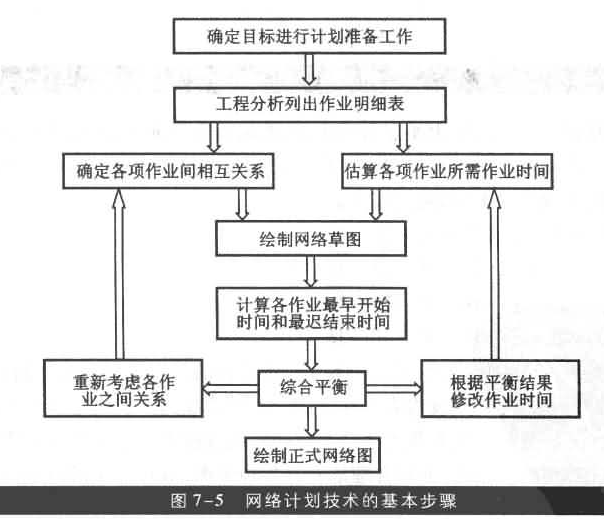 确定目标进行计划准备工作
工程分析列出作业明细表
确定各项作业间相互关系
估算各项作业所需作业时间
绘制网络草图
计算各作业最早开始
时间和最迟结束时间
重新考虑各作
业之间关系
综合平衡
根据平衡结果
修改作业时间
绘制正式网络图
图 7-5 网络计划技术的基本步骤